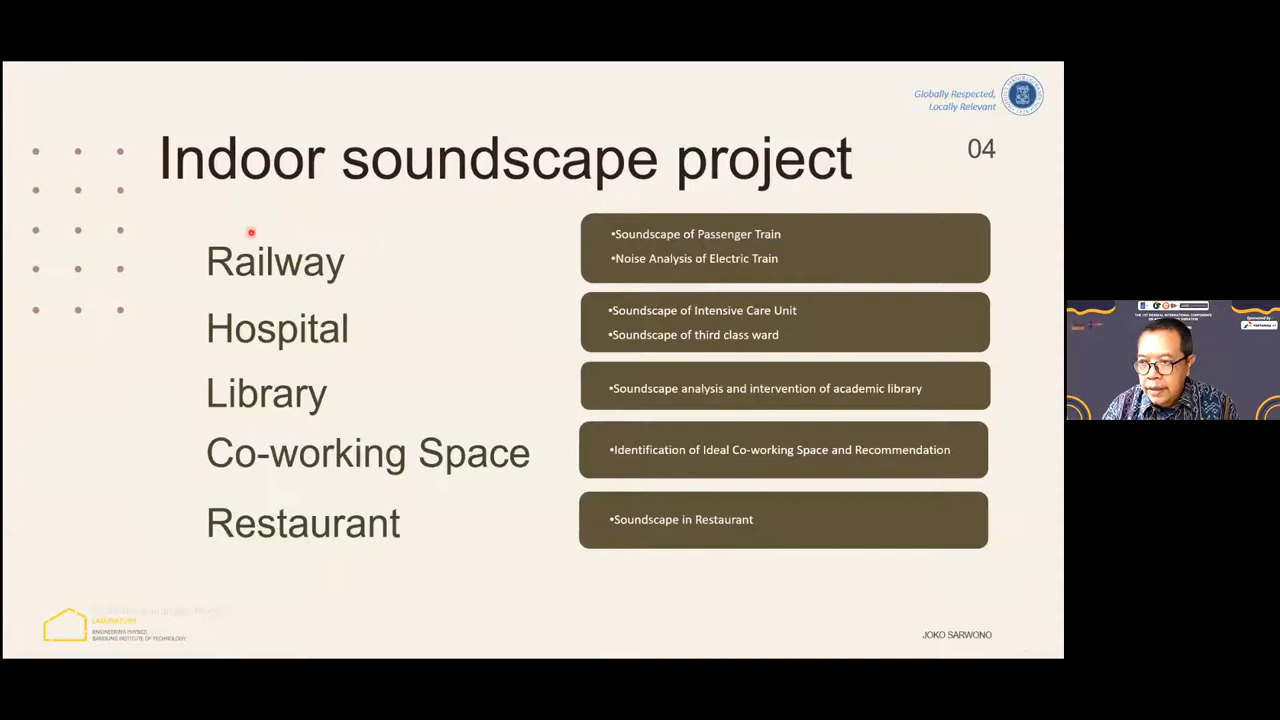 Globally Respected,
Locally Relevant
Indoor soundscape project
04
Railway
•Soundscape of Passenger Train
•Noise Analysis of Electric Train
Hospital
•Soundscape of Intensive Care Unit
•Soundscape of third class ward
Library
•Soundscape analysis and intervention of academic library
Co-working Space
•Identification of Ideal Co-working Space and Recommendation
Restaurant
•Soundscape in Restaurant
LABORATORY
ENGINEERING PHYSICS
BANDUNG INSTITUTE OF TECHNOLOGY
JOKO SARWONO